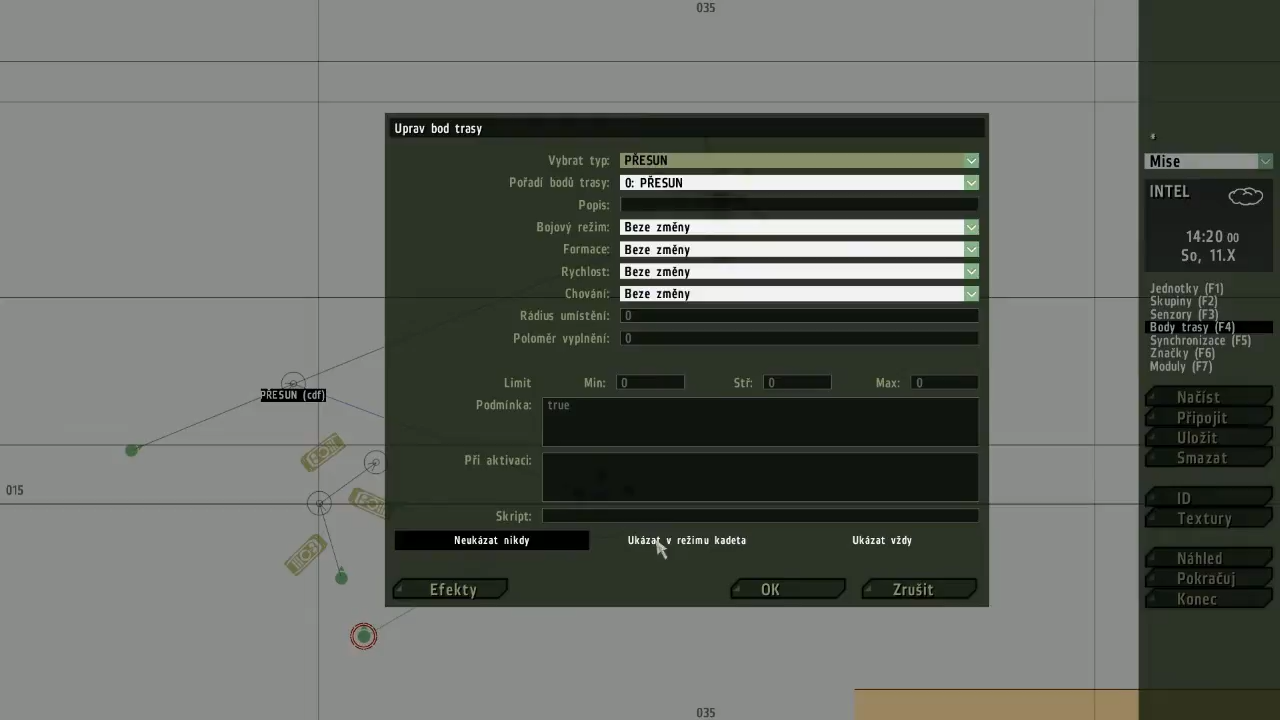 035
Uprav bod trasy
Vybrat typ: PŘESUN
Pořadí bodů trasy: 0: PŘESUN
Popis:
Bojový režim: Beze změny
Formace: Beze změny
Rychlost: Beze změny
Chování: Beze změny
Rádius umístění: 0
Poloměr vyplnění: 0
Limit Min: 0 Stř: 0 Max: 0
Podmínka: true
Při aktivaci:
Skript:
Neukázat nikdy Ukázat v režimu kadeta Ukázat vždy
Efekty OK Zrušit
PŘESUN (cdf)
015
035
Mise
INTEL
14:20 00
So, 11.X
Jednotky (F1)
Skupiny (F2)
Senzory (F3)
Body trasy (F4)
Synchronizace (F5)
Značky (F6)
Moduly (F7)
Načíst
Připojit
Uložit
Smazat
ID
Textury
Náhled
Pokračuj
Konec